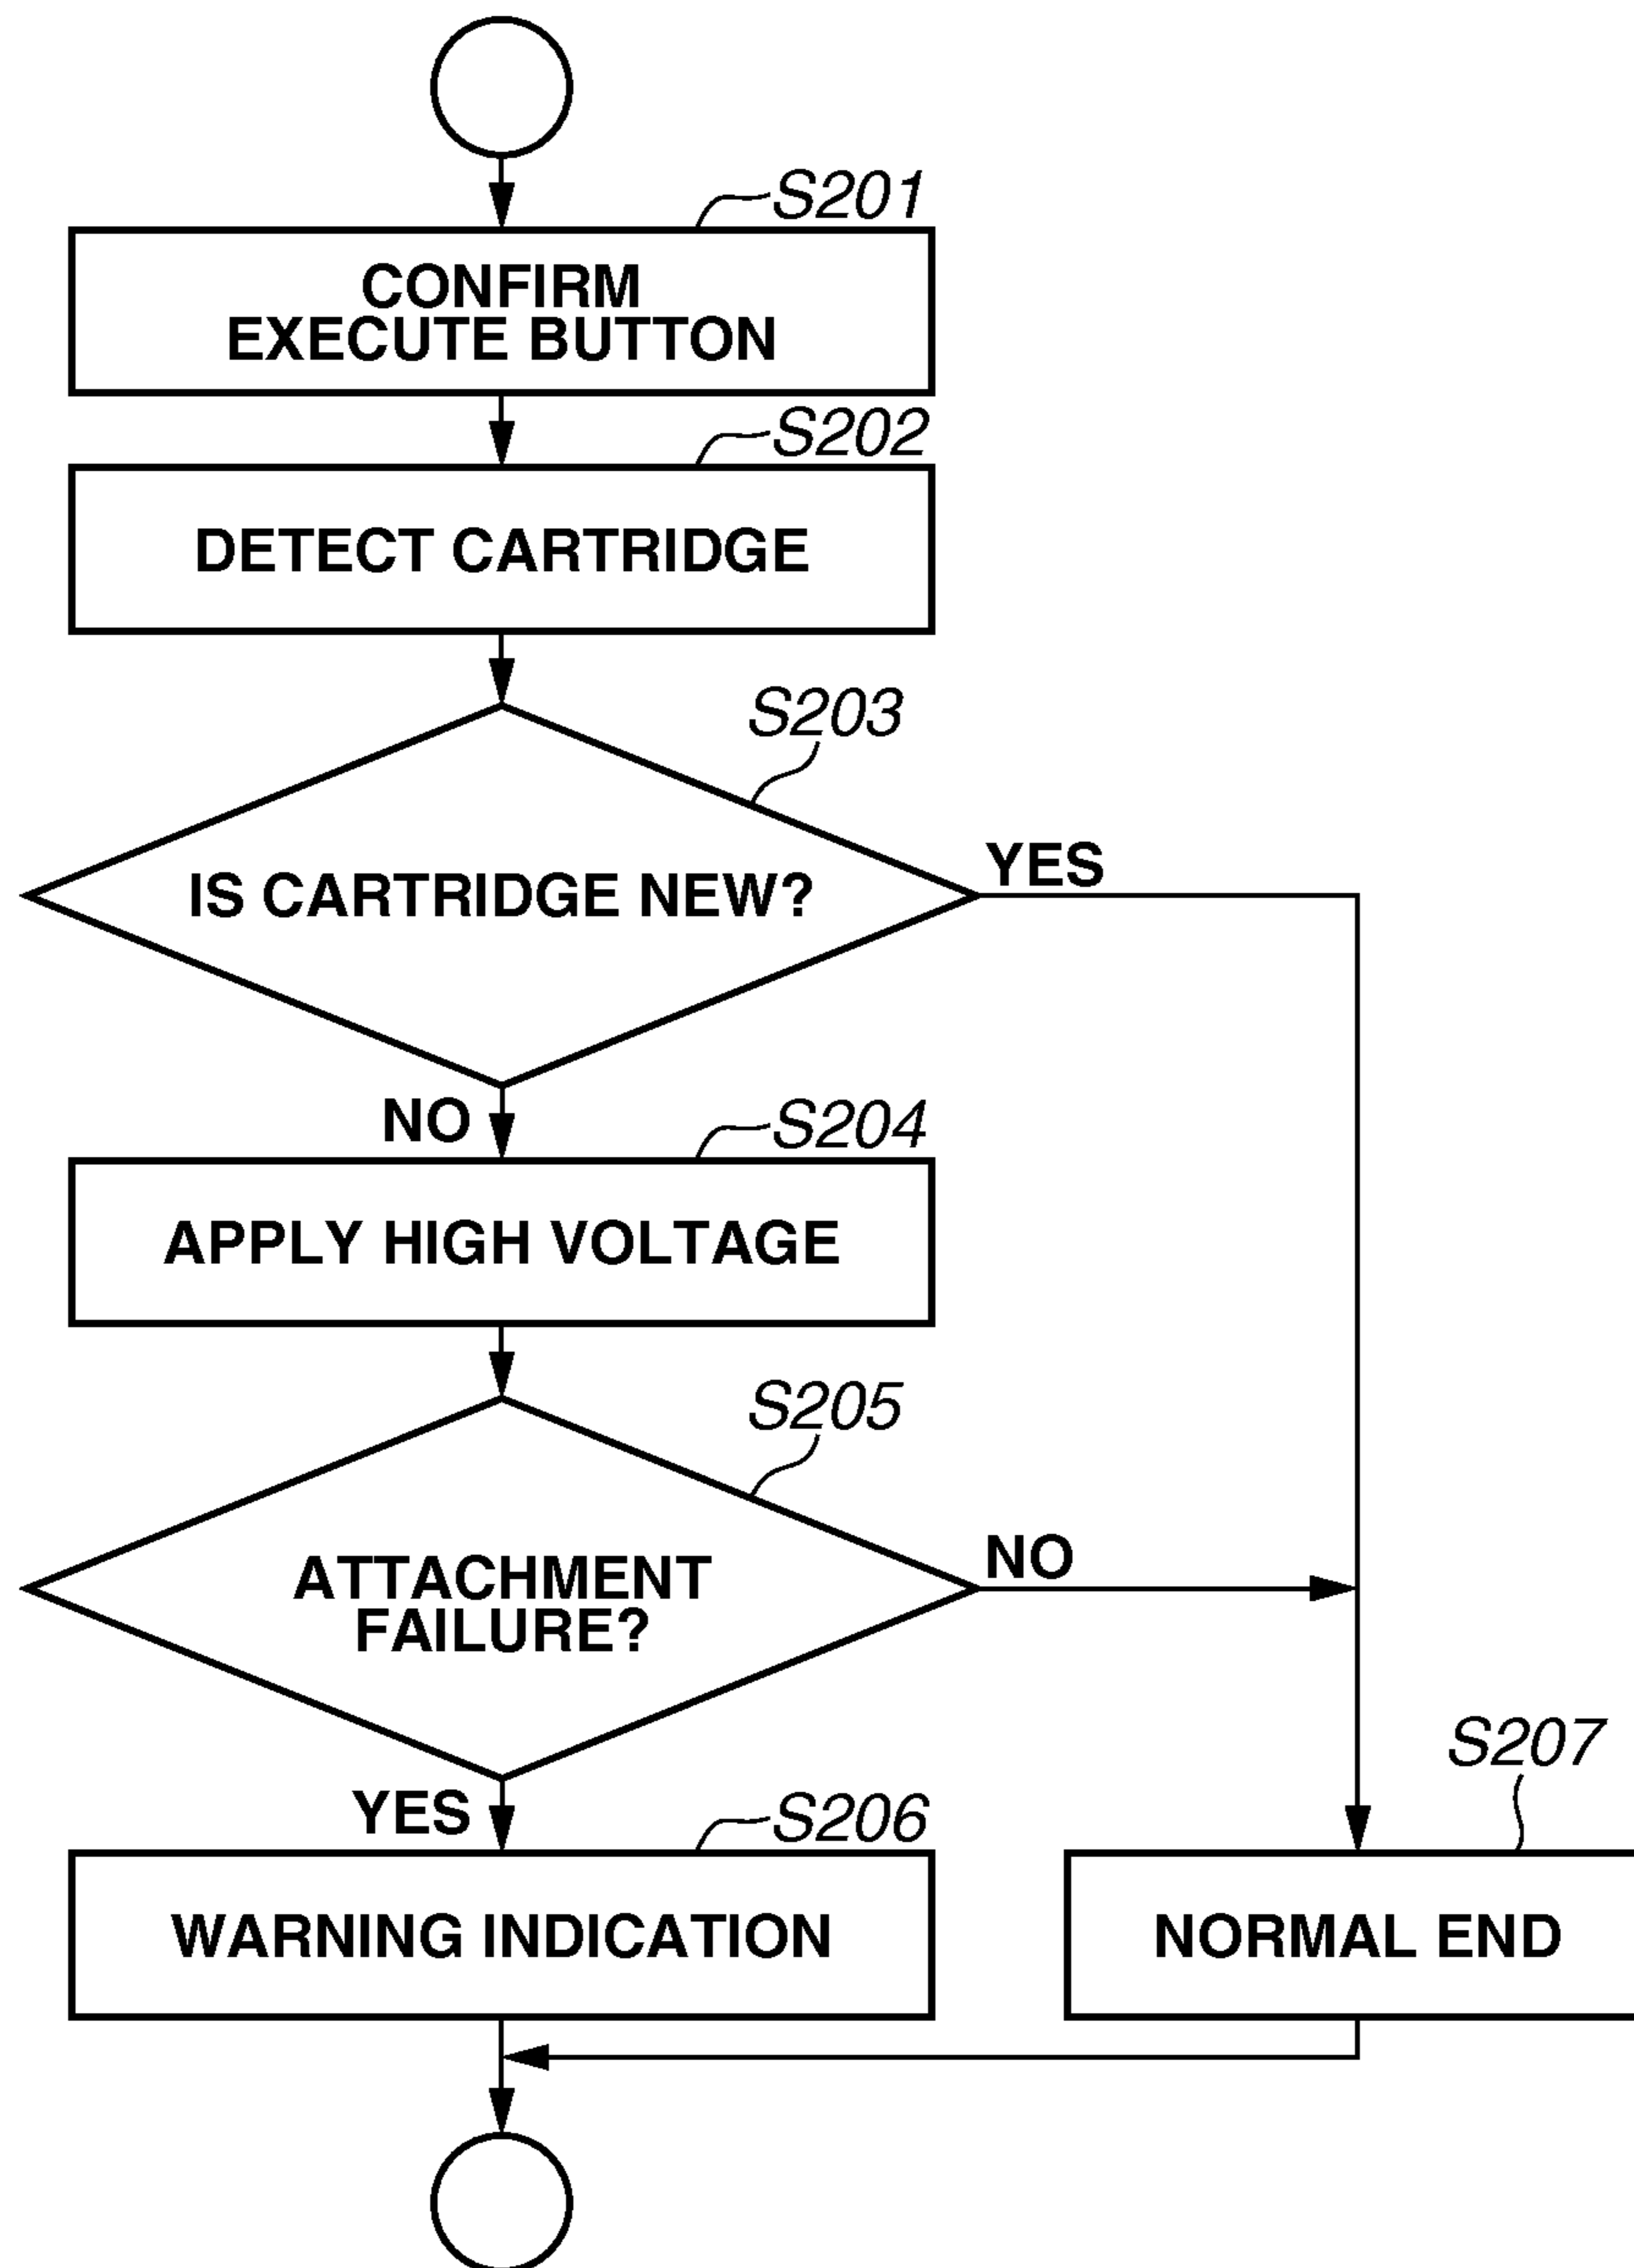 S201
CONFIRM
EXECUTE BUTTON
S202
DETECT CARTRIDGE
S203
IS CARTRIDGE NEW?
YES
NO
S204
APPLY HIGH VOLTAGE
S205
ATTACHMENT
FAILURE?
NO
YES
S206
WARNING INDICATION
S207
NORMAL END